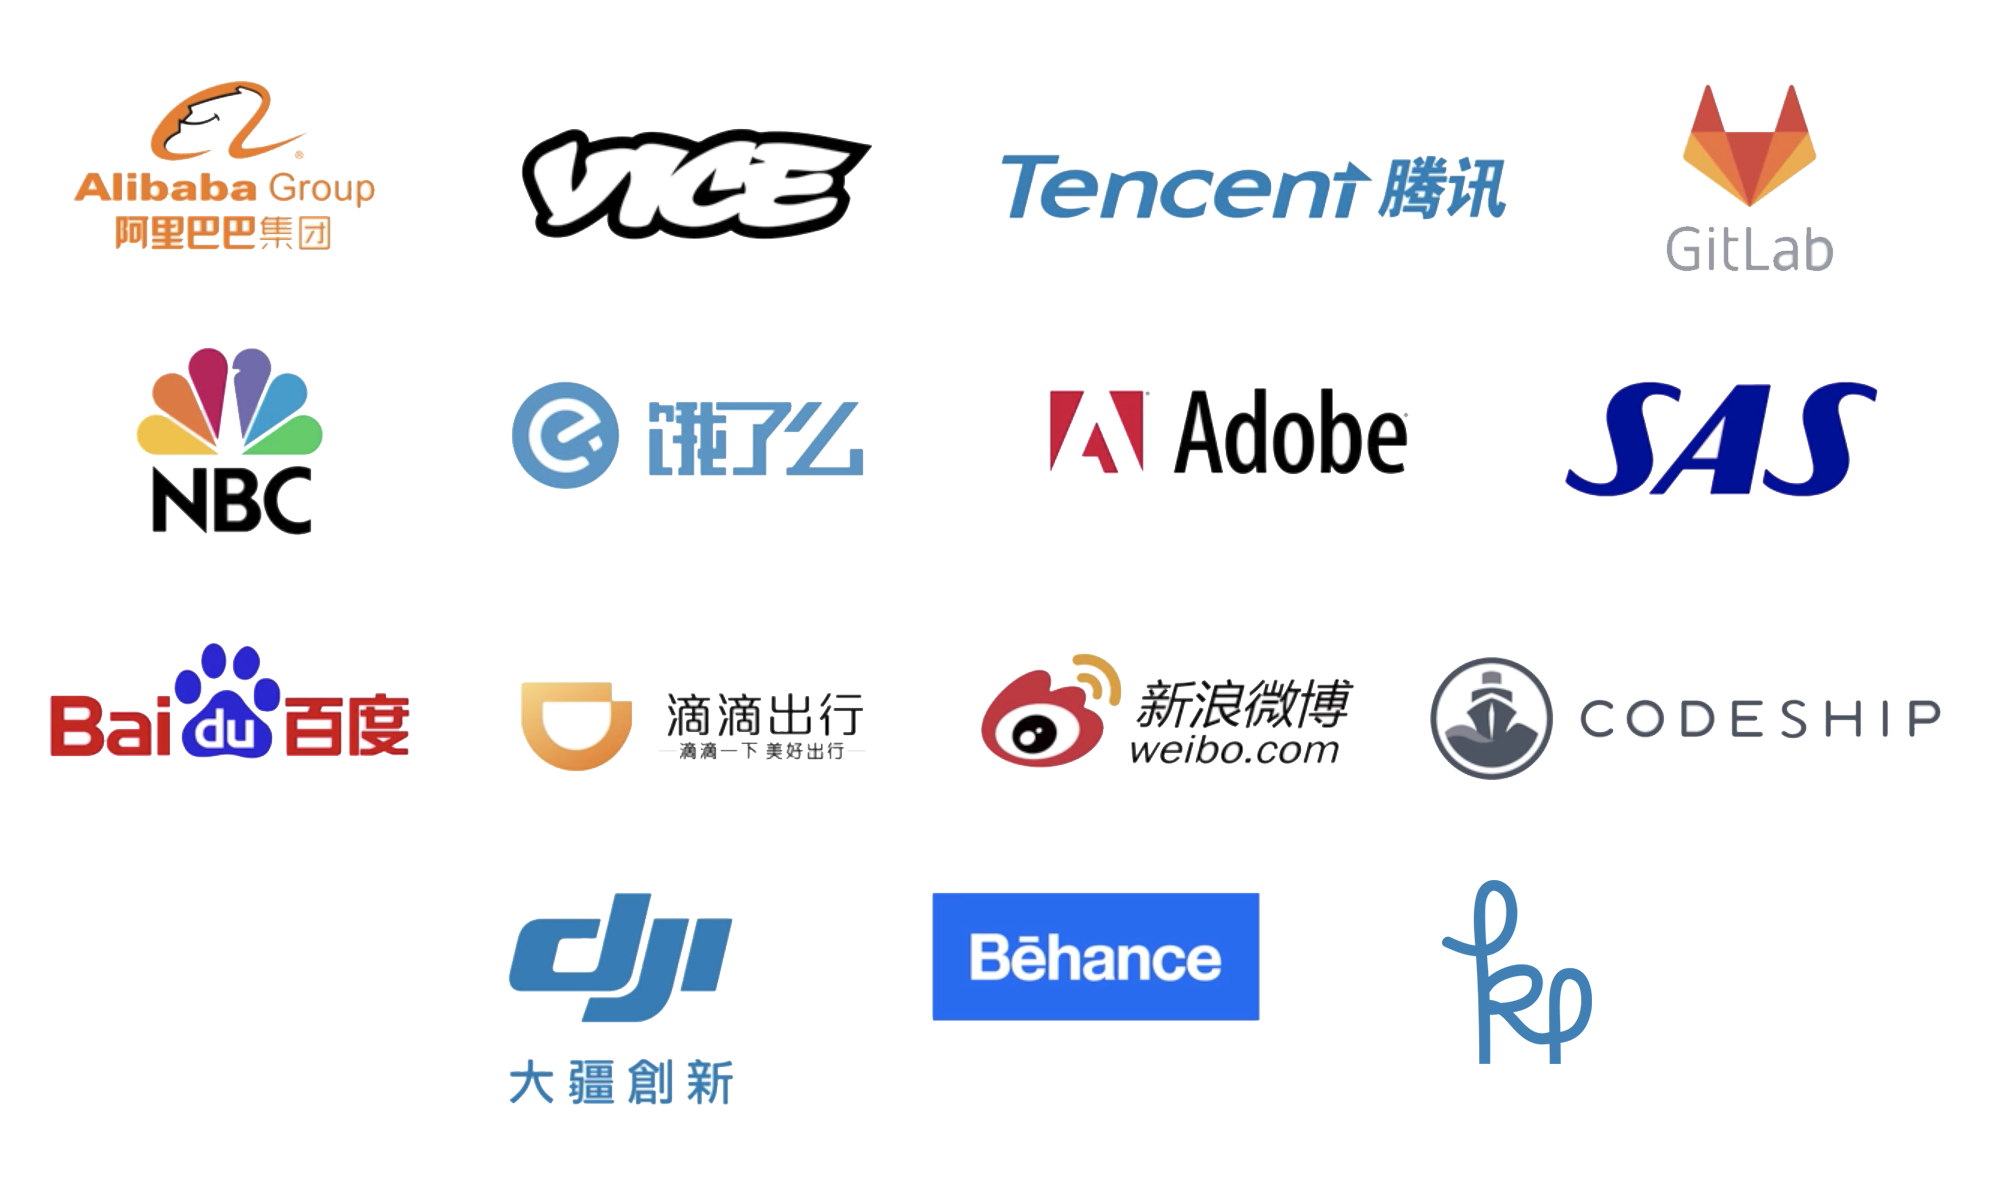 Alibaba Group
阿里巴巴集团
VICE
Tencent 腾讯
GitLab
NBC
e 饿了么
Adobe
SAS
Bai du 百度
滴滴出行
滴滴一下 美好出行
新浪微博
weibo.com
CODESHIP
dji
大疆創新
Bēhance
kp